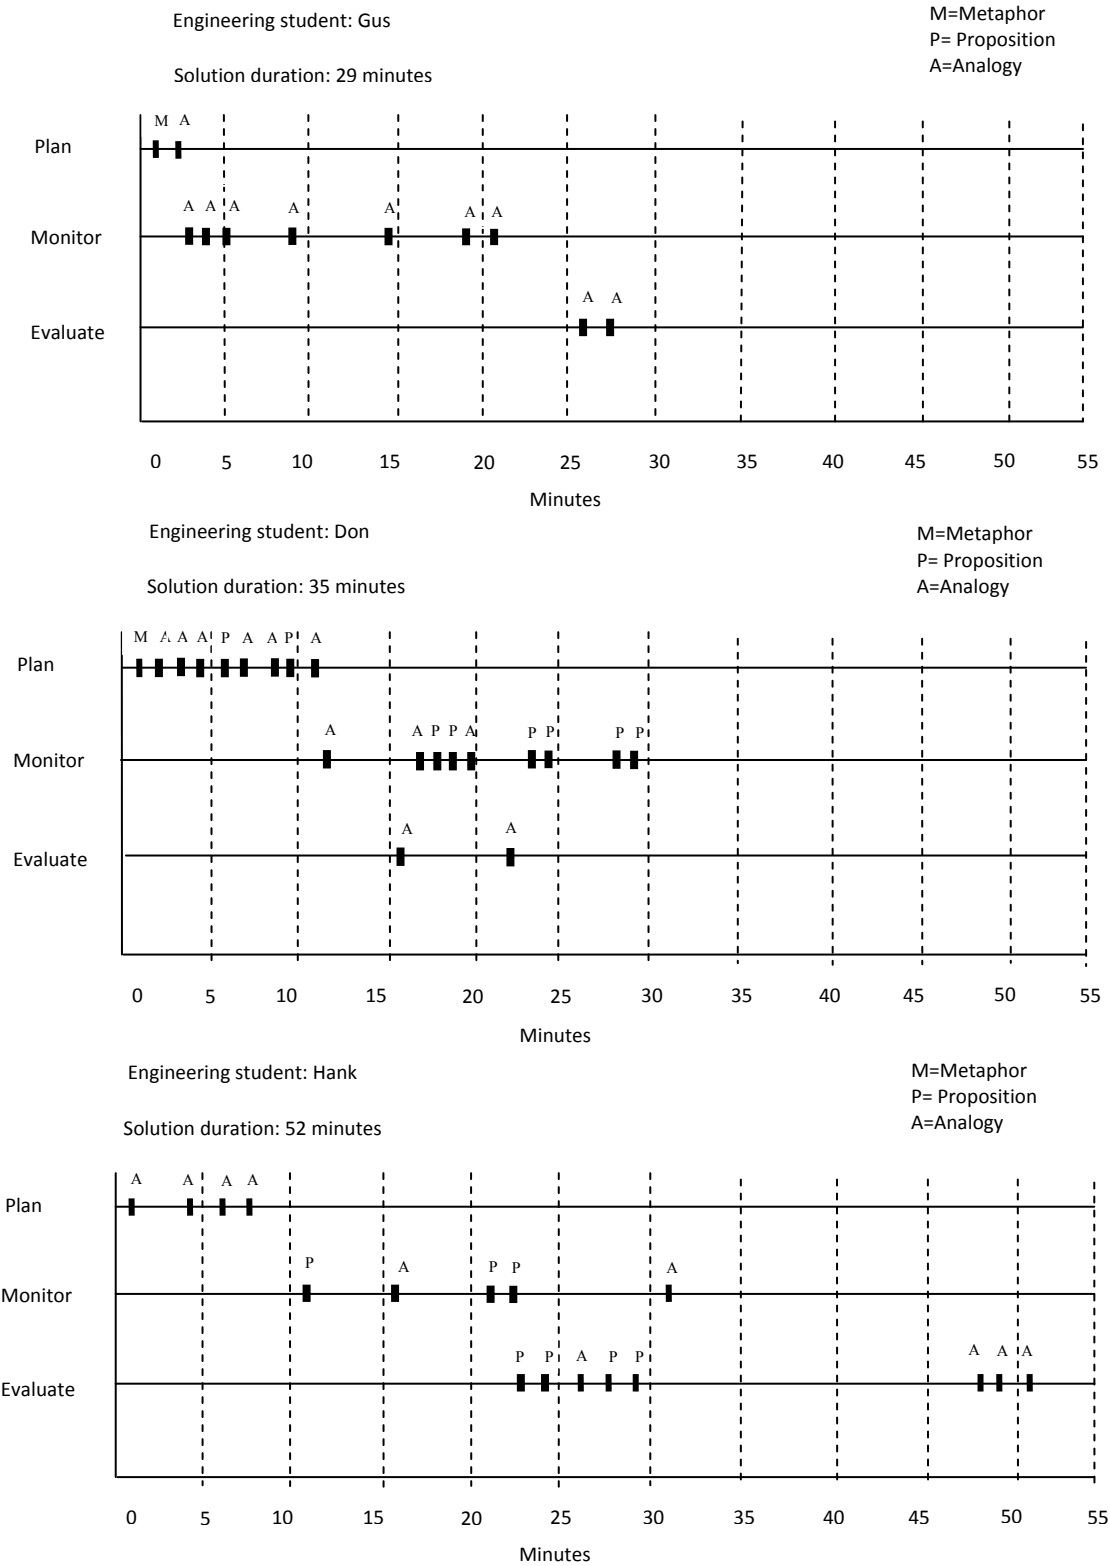 Engineering student: Gus
M=Metaphor
P= Proposition
A=Analogy
Solution duration: 29 minutes
M A
Plan
A A A A A A A
Monitor
A A
Evaluate
0 5 10 15 20 25 30 35 40 45 50 55
Minutes
Engineering student: Don
M=Metaphor
P= Proposition
A=Analogy
Solution duration: 35 minutes
M A A A P A A P A
Plan
A A P P A P P P P
Monitor
A A
Evaluate
0 5 10 15 20 25 30 35 40 45 50 55
Minutes
Engineering student: Hank
M=Metaphor
P= Proposition
A=Analogy
Solution duration: 52 minutes
A A A A
Plan
P A P P A
Monitor
P P A P P A A A
Evaluate
0 5 10 15 20 25 30 35 40 45 50 55
Minutes